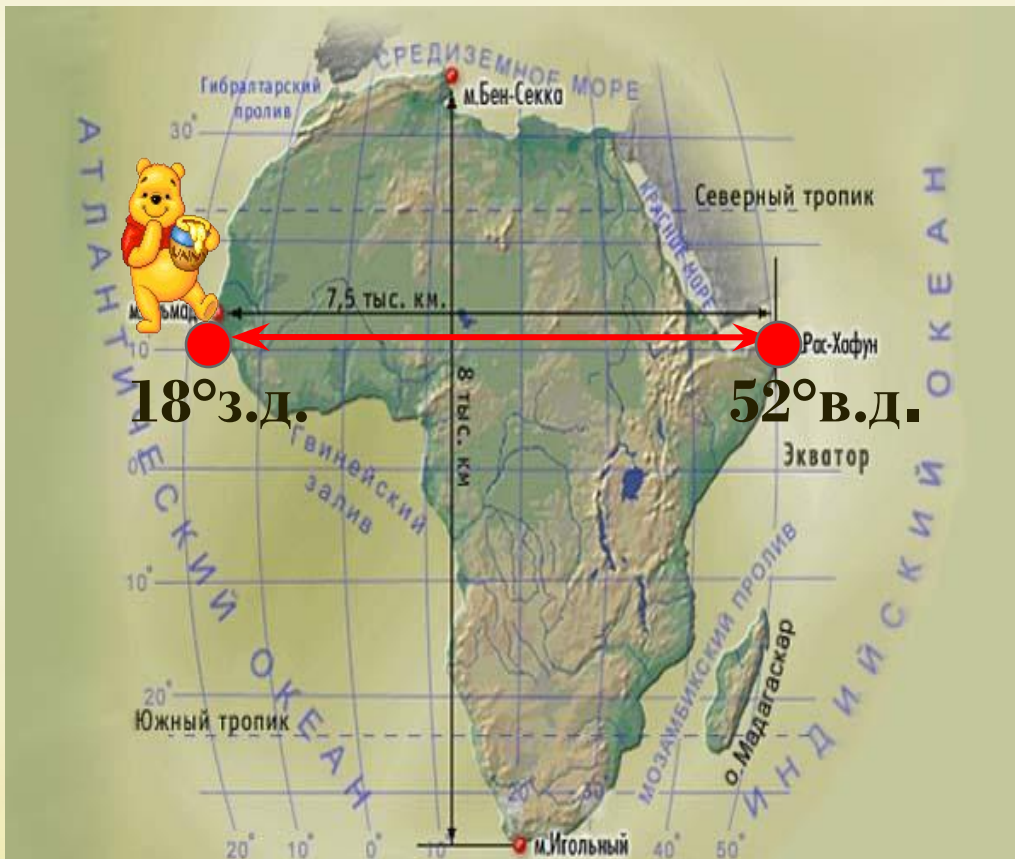 СРЕДИЗЕМНОЕ МОРЕ
Гибралтарский
пролив
м.Бен-Секка
30°
АТЛАНТИЧЕСКИЙ ОКЕАН
Северный тропик
КРАСНОЕ МОРЕ
7,5 тыс. км.
10°
Рас-Хафун
18°з.д.
52°в.д.
8 тыс. км
Гвинейский
залив
0°
Экватор
10°
МОЗАМБИКСКИЙ ПРОЛИВ
о.Мадагаскар
ИНДИЙСКИЙ ОКЕАН
20°
Южный тропик
20°
30°
20°
10°
0°
10°
м.Игольный
40°
50°